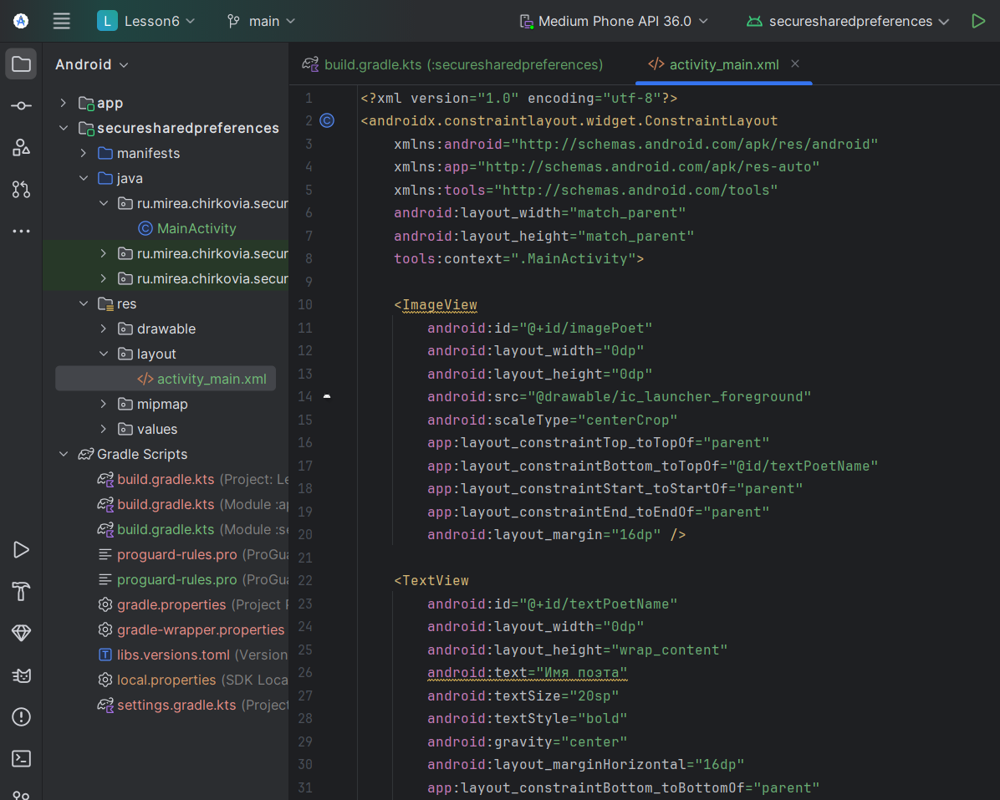 L Lesson6 main Medium Phone API 36.0 securesharedpreferences
Android
app
securesharedpreferences
manifests
java
ru.mirea.chirkovia.secur
MainActivity
ru.mirea.chirkovia.secur
ru.mirea.chirkovia.secur
res
drawable
layout
activity_main.xml
mipmap
values
Gradle Scripts
build.gradle.kts (Project: Le
build.gradle.kts (Module :ap
build.gradle.kts (Module :se
proguard-rules.pro (ProGua
proguard-rules.pro (ProGua
gradle.properties (Project P
gradle-wrapper.properties
libs.versions.toml (Version
local.properties (SDK Loca
settings.gradle.kts (Project
build.gradle.kts (:securesharedpreferences) activity_main.xml
1 <?xml version="1.0" encoding="utf-8"?>
2 <androidx.constraintlayout.widget.ConstraintLayout
3 xmlns:android="http://schemas.android.com/apk/res/android"
4 xmlns:app="http://schemas.android.com/apk/res-auto"
5 xmlns:tools="http://schemas.android.com/tools"
6 android:layout_width="match_parent"
7 android:layout_height="match_parent"
8 tools:context=".MainActivity">
9
10 <ImageView
11 android:id="@+id/imagePoet"
12 android:layout_width="0dp"
13 android:layout_height="0dp"
14 android:src="@drawable/ic_launcher_foreground"
15 android:scaleType="centerCrop"
16 app:layout_constraintTop_toTopOf="parent"
17 app:layout_constraintBottom_toTopOf="@id/textPoetName"
18 app:layout_constraintStart_toStartOf="parent"
19 app:layout_constraintEnd_toEndOf="parent"
20 android:layout_margin="16dp" />
21
22 <TextView
23 android:id="@+id/textPoetName"
24 android:layout_width="0dp"
25 android:layout_height="wrap_content"
26 android:text="Имя поэта"
27 android:textSize="20sp"
28 android:textStyle="bold"
29 android:gravity="center"
30 android:layout_marginHorizontal="16dp"
31 app:layout_constraintBottom_toBottomOf="parent"